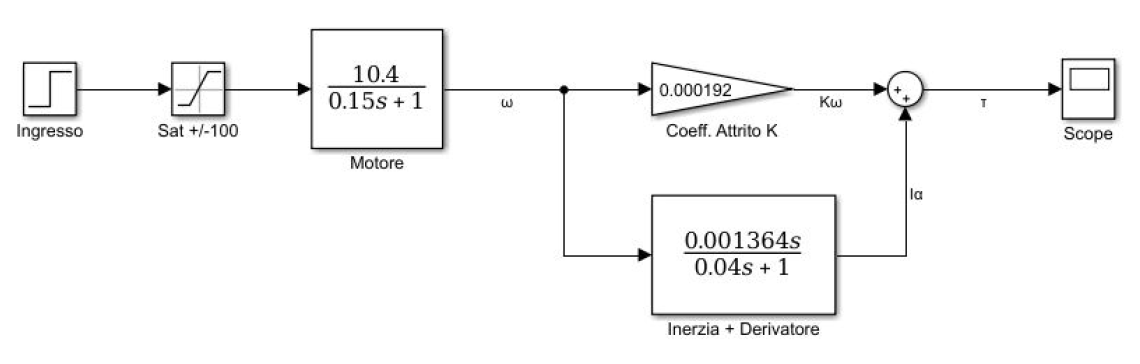 Ingresso
Sat +/-100
10.4
0.15s + 1
Motore
ω
0.000192
Coeff. Attrito K
Kω
+
+
τ
Scope
Iα
0.001364s
0.04s + 1
Inerzia + Derivatore